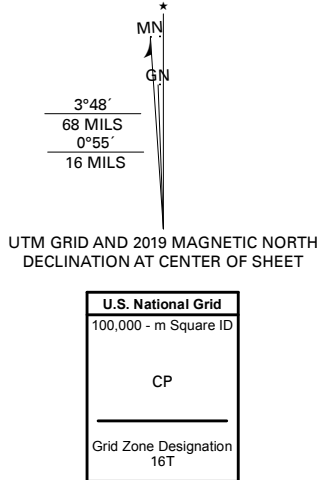 ★
MN
GN
3°48´
68 MILS
0°55´
16 MILS
UTM GRID AND 2019 MAGNETIC NORTH
DECLINATION AT CENTER OF SHEET
U.S. National Grid
100,000 - m Square ID
CP
Grid Zone Designation
16T